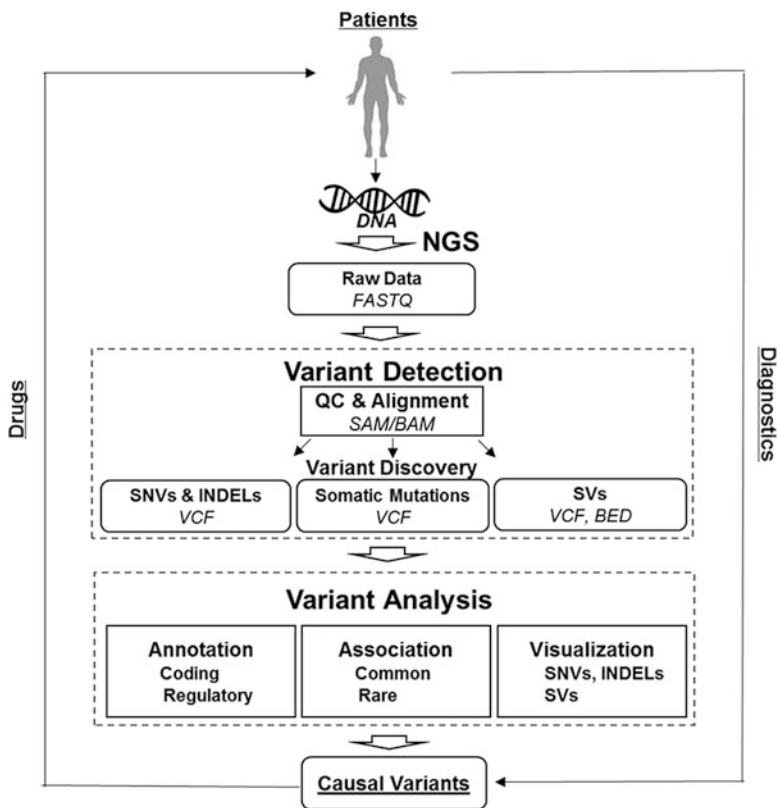 Patients
DNA
NGS
Raw Data
FASTQ
Variant Detection
QC & Alignment
SAM/BAM
Variant Discovery
SNVs & INDELs
VCF
Somatic Mutations
VCF
SVs
VCF, BED
Variant Analysis
Annotation
Coding
Regulatory
Association
Common
Rare
Visualization
SNVs, INDELs
SVs
Causal Variants
Drugs
Diagnostics